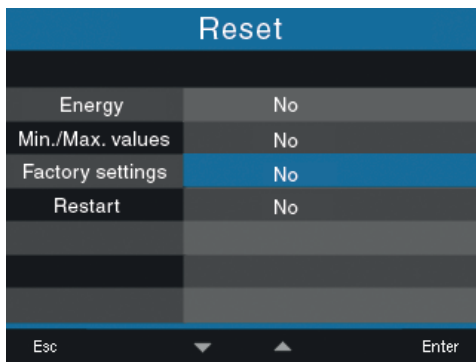 Reset
Energy No
Min./Max. values No
Factory settings No
Restart No
Esc Enter